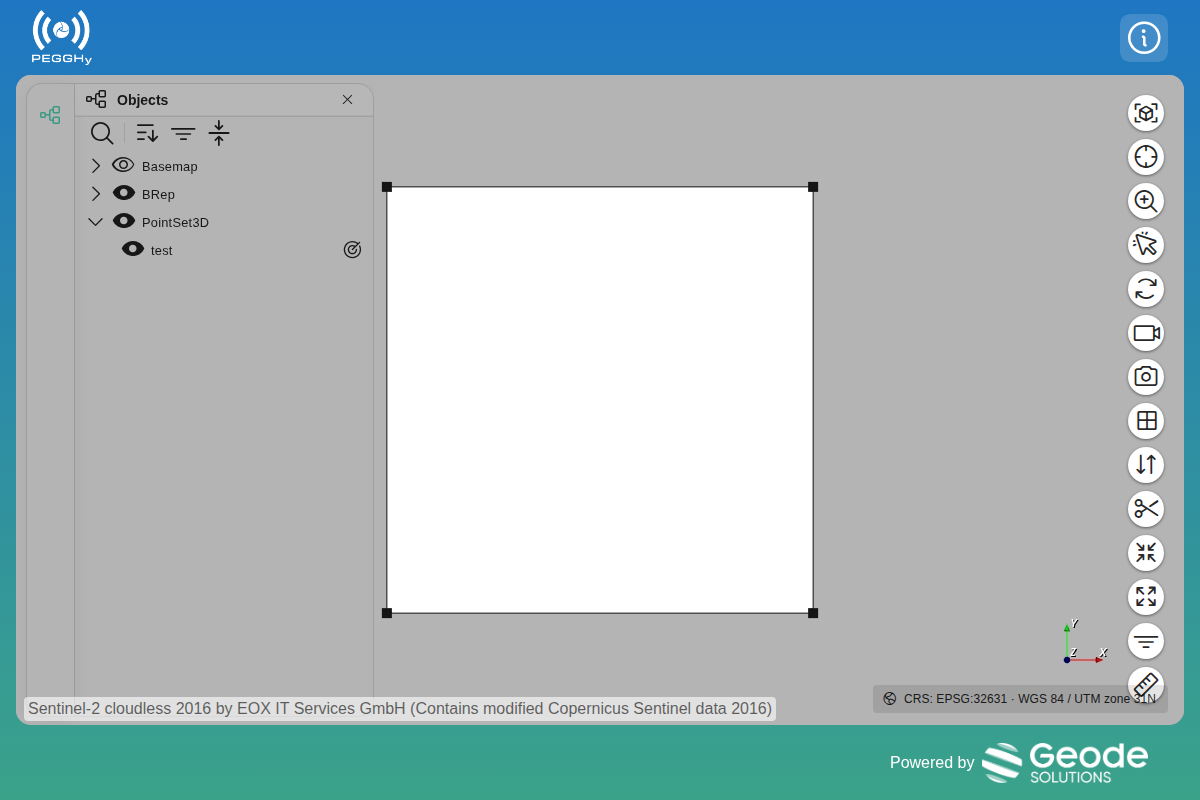 PEGGHy
Objects
Basemap
BRep
PointSet3D
test
Y
Z
X
CRS: EPSG:32631 · WGS 84 / UTM zone 31N
Sentinel-2 cloudless 2016 by EOX IT Services GmbH (Contains modified Copernicus Sentinel data 2016)
Powered by
Geode
SOLUTIONS